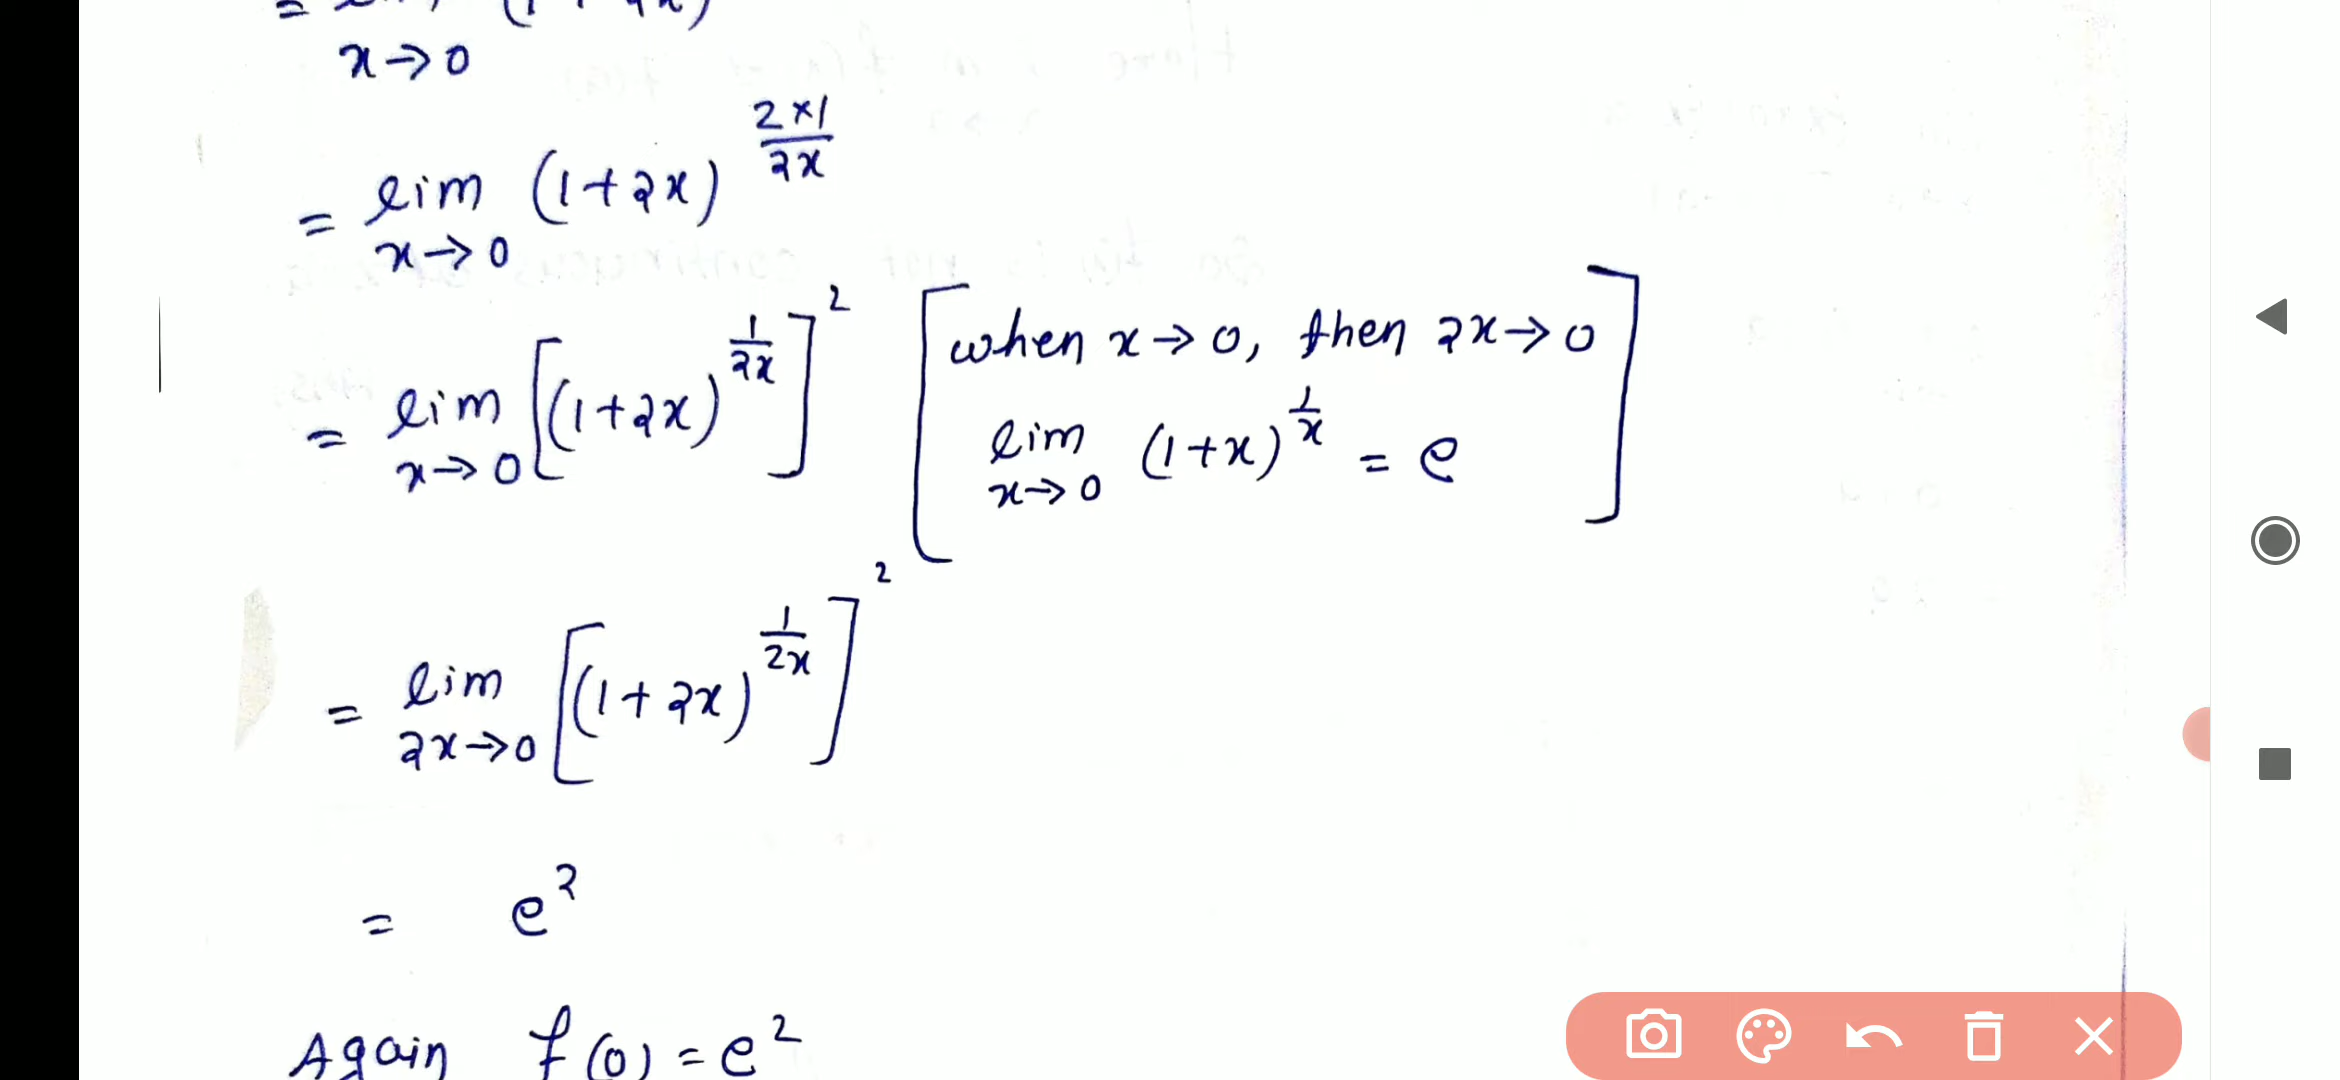 x→0
= lim (1+2x)^(2×1/2x)
x→0
= lim [(1+2x)^(1/2x)]^2 [when x→0, then 2x→0
x→0 lim (1+x)^(1/x) = e]
x→0
= lim [(1+2x)^(1/2x)]^2
2x→0
= e^2
Again f(0) = e^2